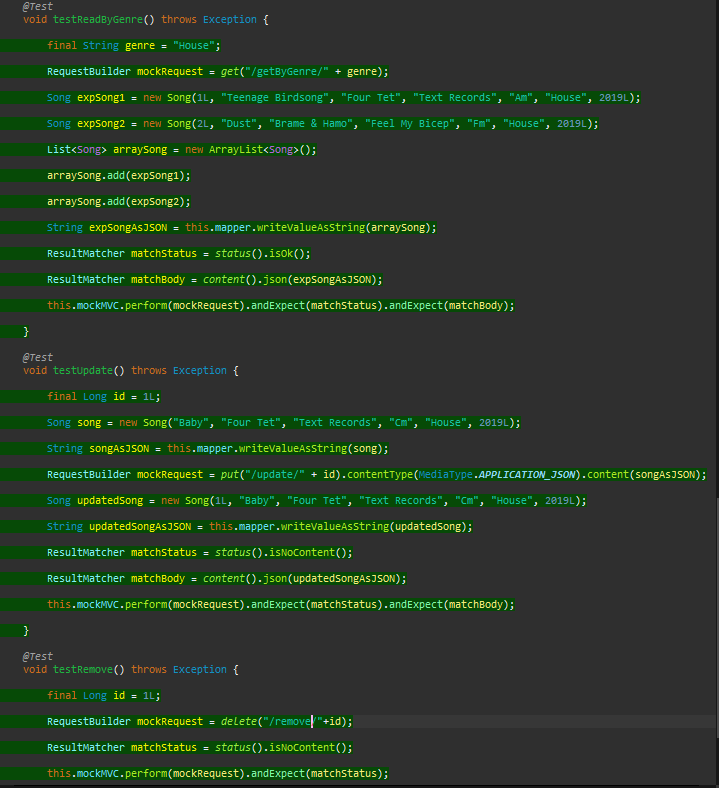 @Test
void testReadByGenre() throws Exception {
final String genre = "House";
RequestBuilder mockRequest = get("/getByGenre/" + genre);
Song expSong1 = new Song(1L, "Teenage Birdsong", "Four Tet", "Text Records", "Am", "House", 2019L);
Song expSong2 = new Song(2L, "Dust", "Brame & Hamo", "Feel My Bicep", "Fm", "House", 2019L);
List<Song> arraySong = new ArrayList<Song>();
arraySong.add(expSong1);
arraySong.add(expSong2);
String expSongAsJSON = this.mapper.writeValueAsString(arraySong);
ResultMatcher matchStatus = status().isOk();
ResultMatcher matchBody = content().json(expSongAsJSON);
this.mockMVC.perform(mockRequest).andExpect(matchStatus).andExpect(matchBody);
}
@Test
void testUpdate() throws Exception {
final Long id = 1L;
Song song = new Song("Baby", "Four Tet", "Text Records", "Cm", "House", 2019L);
String songAsJSON = this.mapper.writeValueAsString(song);
RequestBuilder mockRequest = put("/update/" + id).contentType(MediaType.APPLICATION_JSON).content(songAsJSON);
Song updatedSong = new Song(1L, "Baby", "Four Tet", "Text Records", "Cm", "House", 2019L);
String updatedSongAsJSON = this.mapper.writeValueAsString(updatedSong);
ResultMatcher matchStatus = status().isNoContent();
ResultMatcher matchBody = content().json(updatedSongAsJSON);
this.mockMVC.perform(mockRequest).andExpect(matchStatus).andExpect(matchBody);
}
@Test
void testRemove() throws Exception {
final Long id = 1L;
RequestBuilder mockRequest = delete("/remove/"+id);
ResultMatcher matchStatus = status().isNoContent();
this.mockMVC.perform(mockRequest).andExpect(matchStatus);